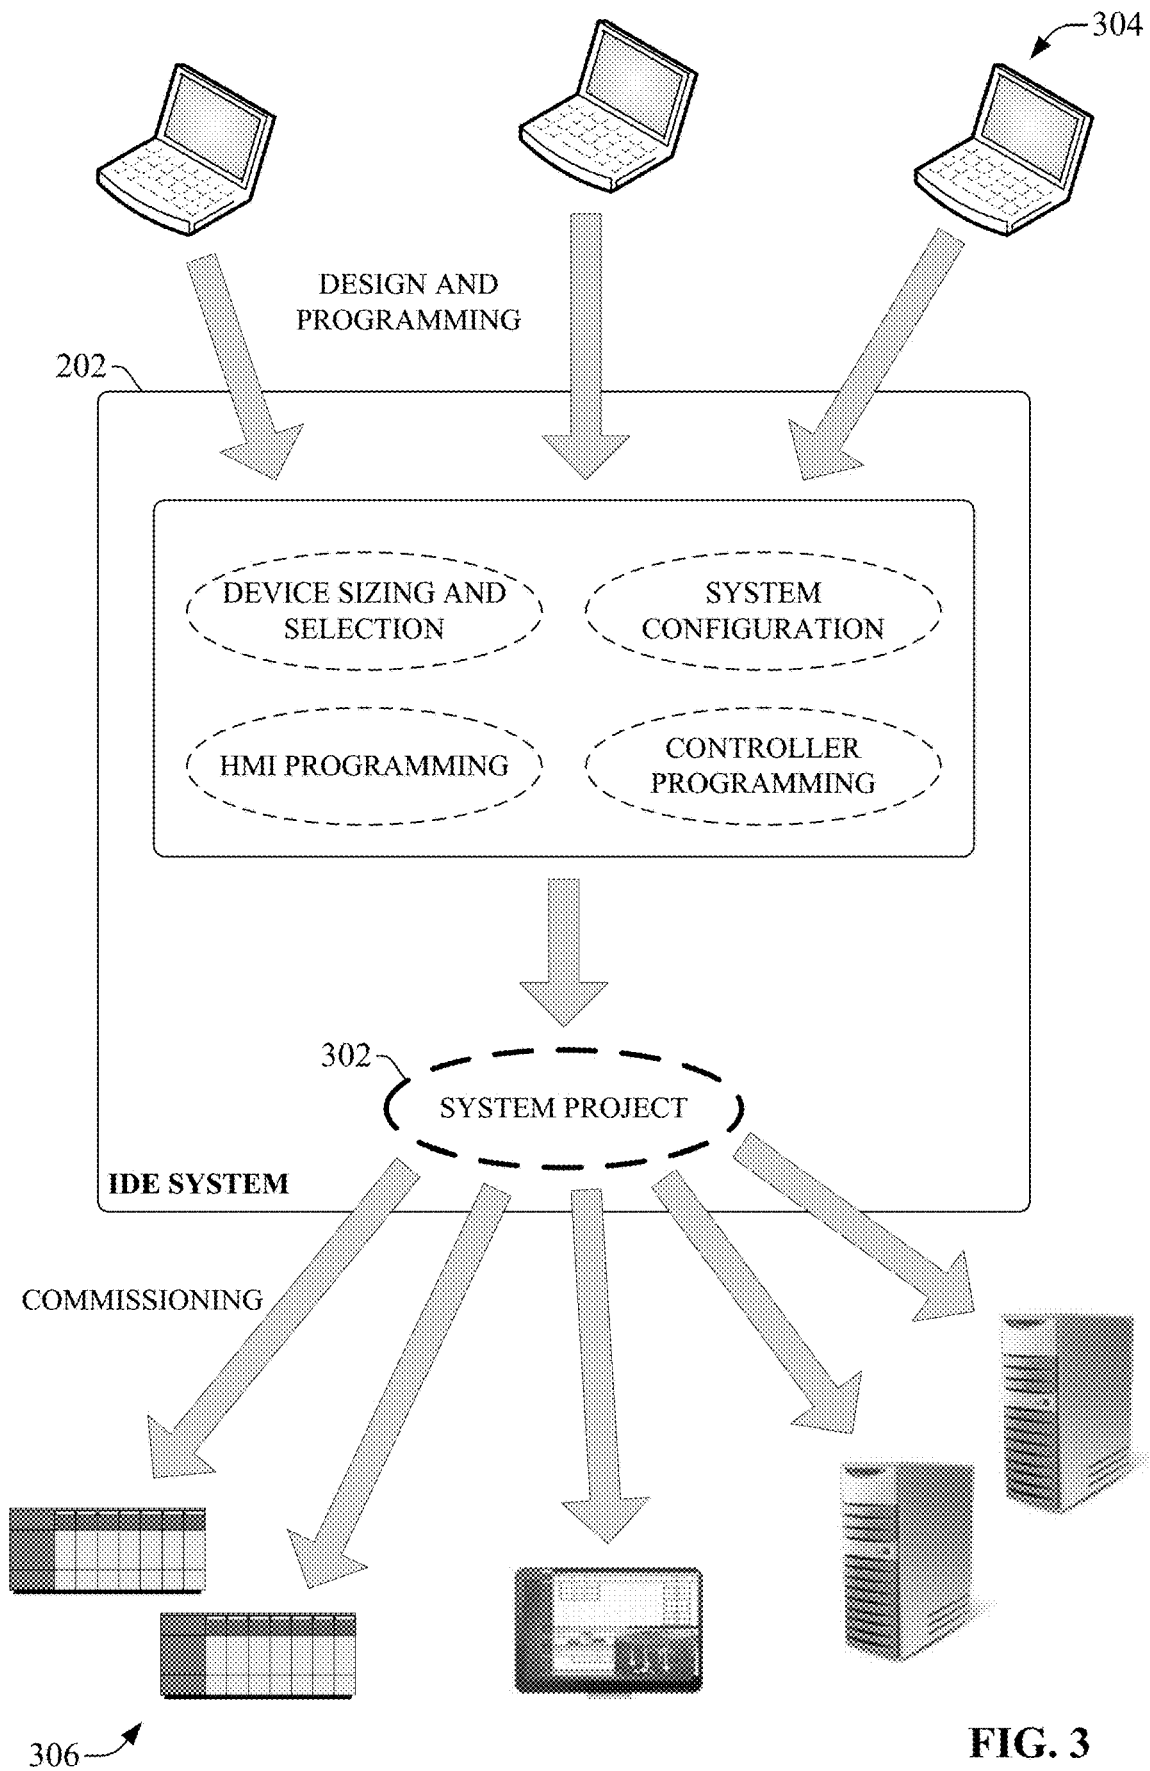 304
DESIGN AND
PROGRAMMING
202
DEVICE SIZING AND
SELECTION
SYSTEM
CONFIGURATION
HMI PROGRAMMING
CONTROLLER
PROGRAMMING
302
SYSTEM PROJECT
IDE SYSTEM
COMMISSIONING
306
FIG. 3